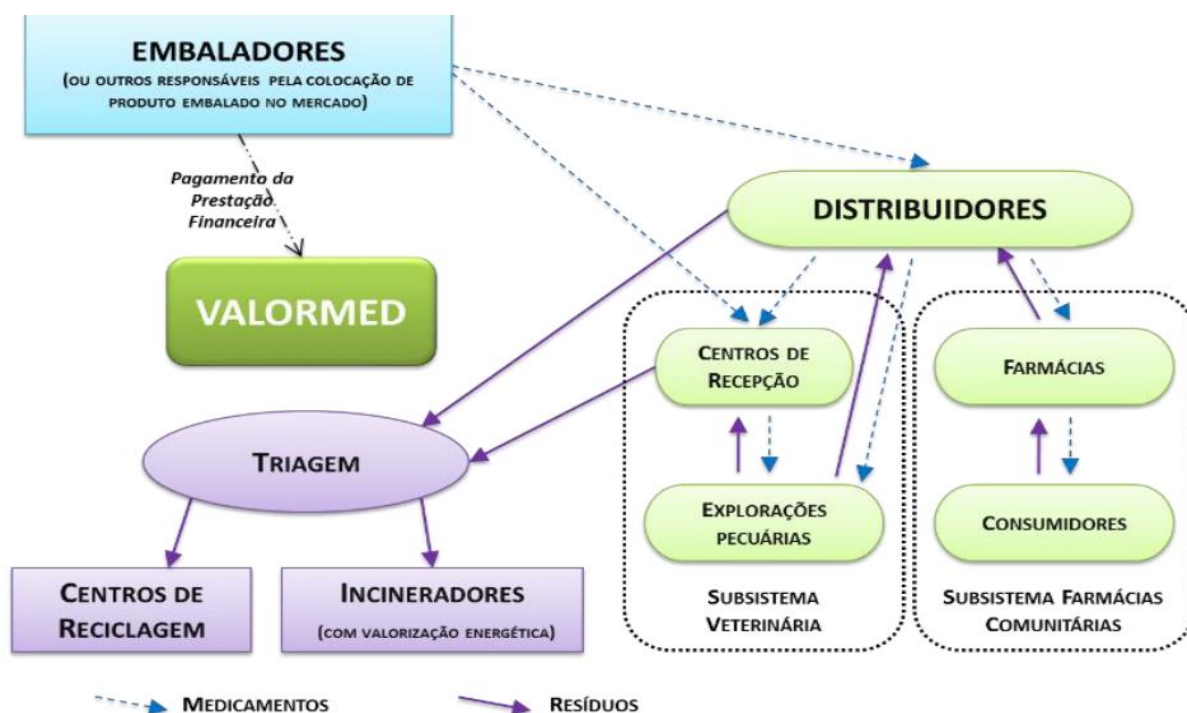 EMBALADORES
(OU OUTROS RESPONSÁVEIS PELA COLOCAÇÃO DE
PRODUTO EMBALADO NO MERCADO)
Pagamento da
Prestação
Financeira
VALORMED
DISTRIBUIDORES
CENTROS DE
RECEPÇÃO
FARMÁCIAS
TRIAGEM
EXPLORAÇÕES
PECUÁRIAS
CONSUMIDORES
CENTROS DE
RECICLAGEM
INCINERADORES
(COM VALORIZAÇÃO ENERGÉTICA)
SUBSISTEMA
VETERINÁRIA
SUBSISTEMA FARMÁCIAS
COMUNITÁRIAS
MEDICAMENTOS
RESÍDUOS